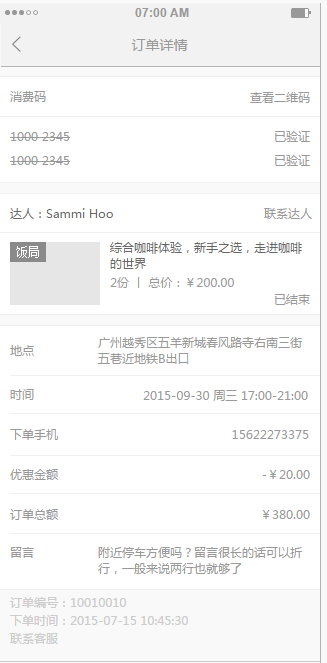 07:00 AM
订单详情
消费码 查看二维码
1000 2345 已验证
1000 2345 已验证
达人：Sammi Hoo 联系达人
饭局
综合咖啡体验，新手之选，走进咖啡
的世界
2份 丨 总价：￥200.00
已结束
地点 广州越秀区五羊新城春风路寺右南三街
五巷近地铁B出口
时间 2015-09-30 周三 17:00-21:00
下单手机 15622273375
优惠金额 -￥20.00
订单总额 ￥380.00
留言 附近停车方便吗？留言很长的话可以折
行，一般来说两行也就够了
订单编号：10010010
下单时间：2015-07-15 10:45:30
联系客服